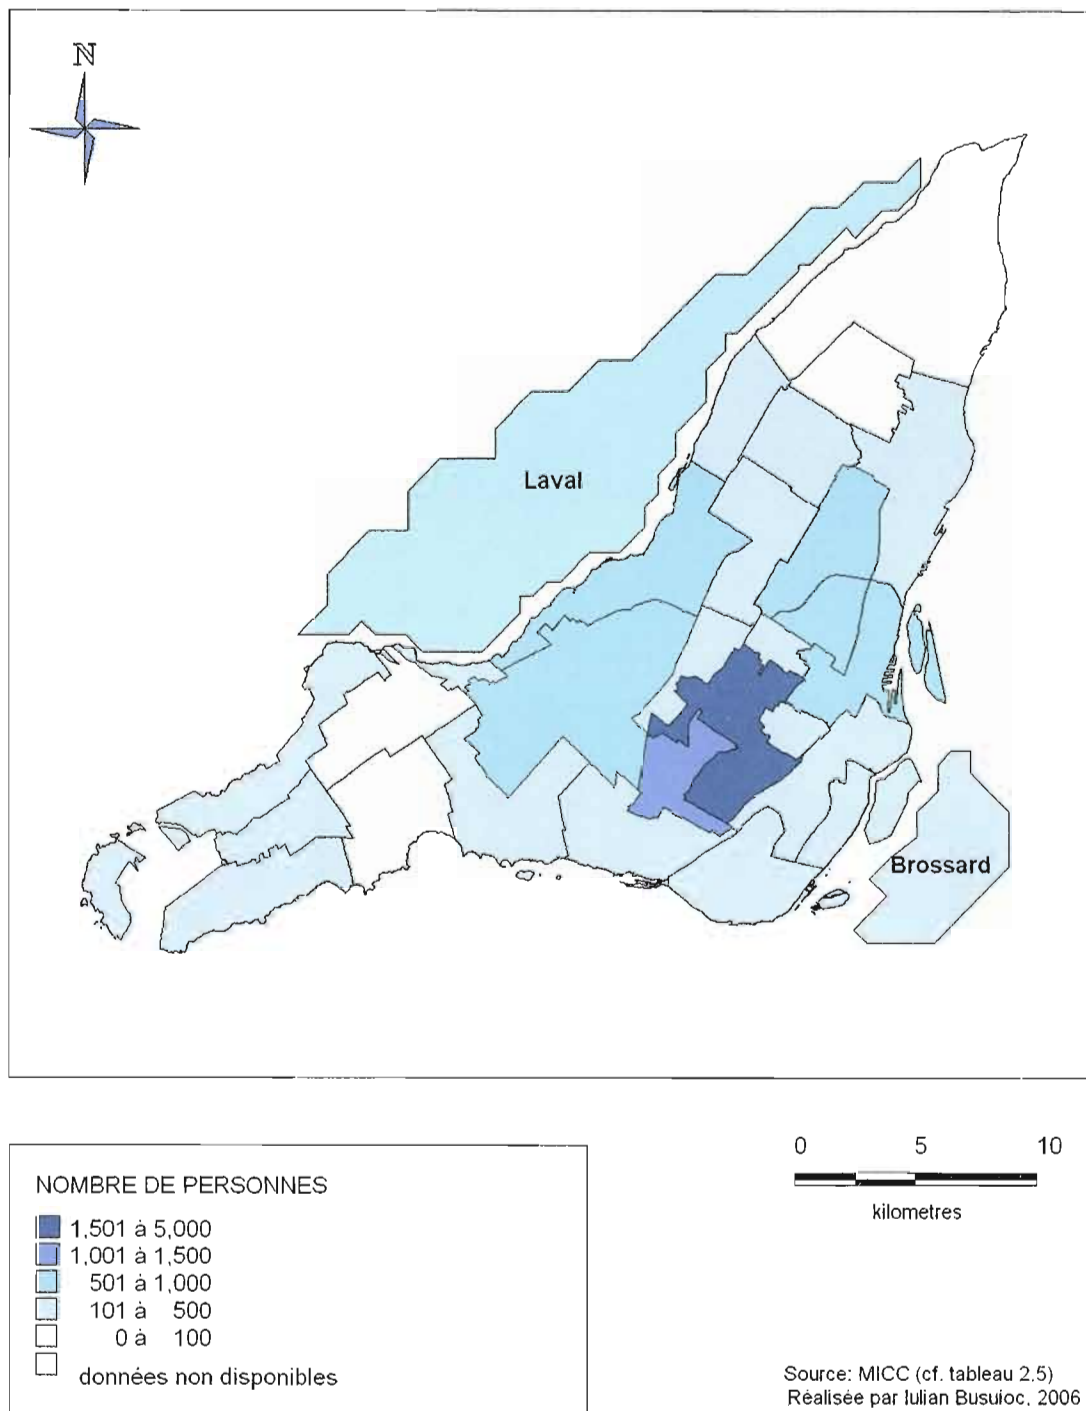 N
Laval
Brossard
NOMBRE DE PERSONNES
1,501 à 5,000
1,001 à 1,500
501 à 1,000
101 à 500
0 à 100
données non disponibles
0 5 10
kilometres
Source: MICC (cf. tableau 2.5)
Réalisée par Iulian Busuioc, 2006